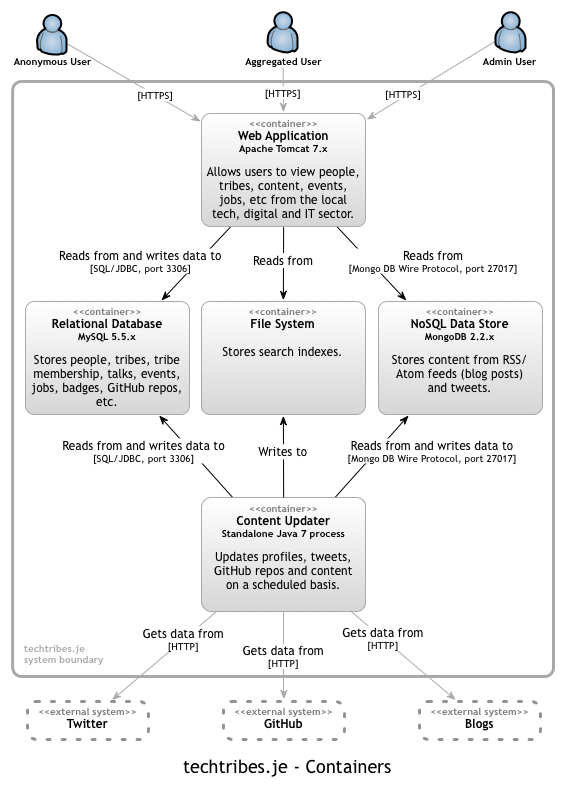 Anonymous User
Aggregated User
Admin User
[HTTPS]
[HTTPS]
[HTTPS]
<<container>>
Web Application
Apache Tomcat 7.x
Allows users to view people,
tribes, content, events,
jobs, etc from the local
tech, digital and IT sector.
Reads from and writes data to
[SQL/JDBC, port 3306]
Reads from
Reads from
[Mongo DB Wire Protocol, port 27017]
<<container>>
Relational Database
MySQL 5.5.x
Stores people, tribes, tribe
membership, talks, events,
jobs, badges, GitHub repos,
etc.
<<container>>
File System
Stores search indexes.
<<container>>
NoSQL Data Store
MongoDB 2.2.x
Stores content from RSS/
Atom feeds (blog posts)
and tweets.
Reads from and writes data to
[SQL/JDBC, port 3306]
Writes to
Reads from and writes data to
[Mongo DB Wire Protocol, port 27017]
<<container>>
Content Updater
Standalone Java 7 process
Updates profiles, tweets,
GitHub repos and content
on a scheduled basis.
Gets data from
[HTTP]
Gets data from
[HTTP]
Gets data from
[HTTP]
techtribes.je
system boundary
<<external system>>
Twitter
<<external system>>
GitHub
<<external system>>
Blogs
techtribes.je - Containers